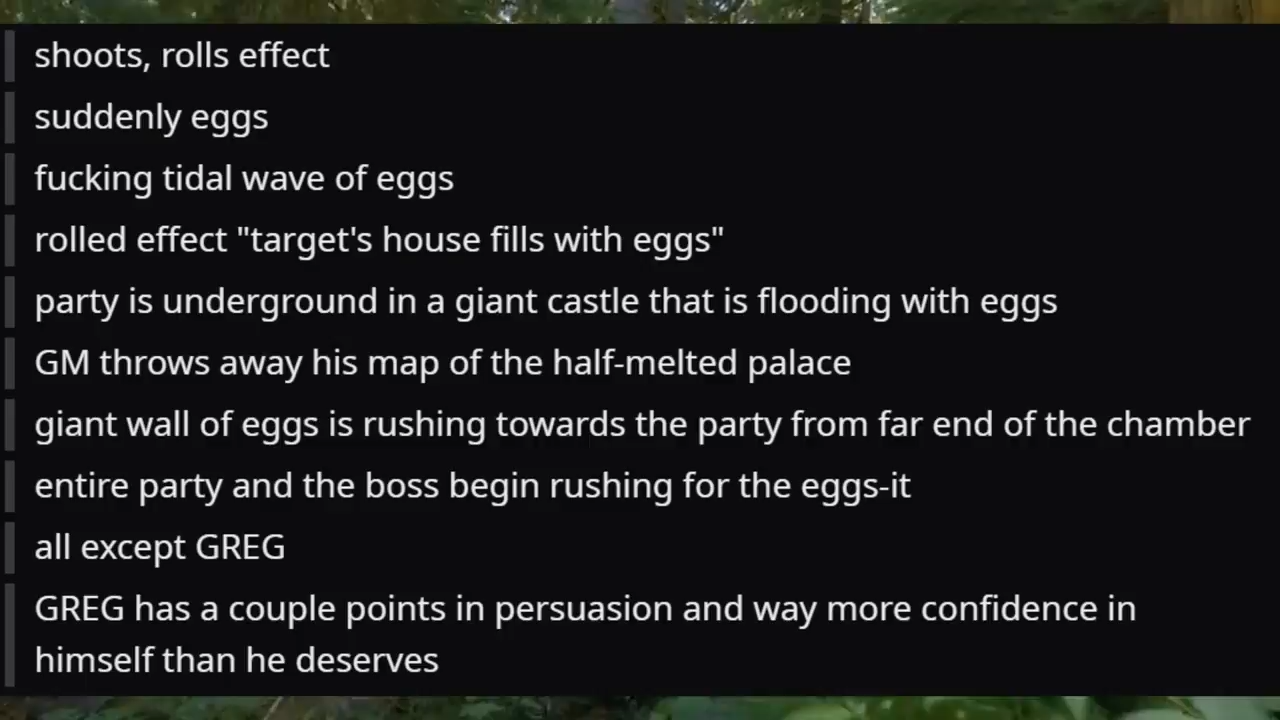 shoots, rolls effect
suddenly eggs
fucking tidal wave of eggs
rolled effect "target's house fills with eggs"
party is underground in a giant castle that is flooding with eggs
GM throws away his map of the half-melted palace
giant wall of eggs is rushing towards the party from far end of the chamber
entire party and the boss begin rushing for the eggs-it
all except GREG
GREG has a couple points in persuasion and way more confidence in
himself than he deserves